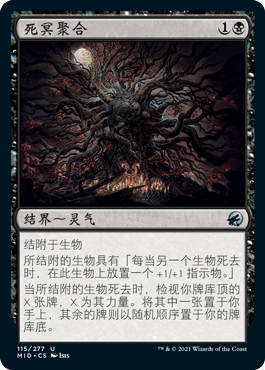 死冥聚合 1
结界～灵气
结附于生物
所结附的生物具有「每当另一个生物死去
时，在此生物上放置一个 +1/+1 指示物。」
当所结附的生物死去时，检视你牌库顶的
X 张牌，X 为其力量。将其中一张置于你
手上，其余的牌则以随机顺序置于你的牌
库底。
115/277 U
MID • CS Isis
™ & © 2021 Wizards of the Coast